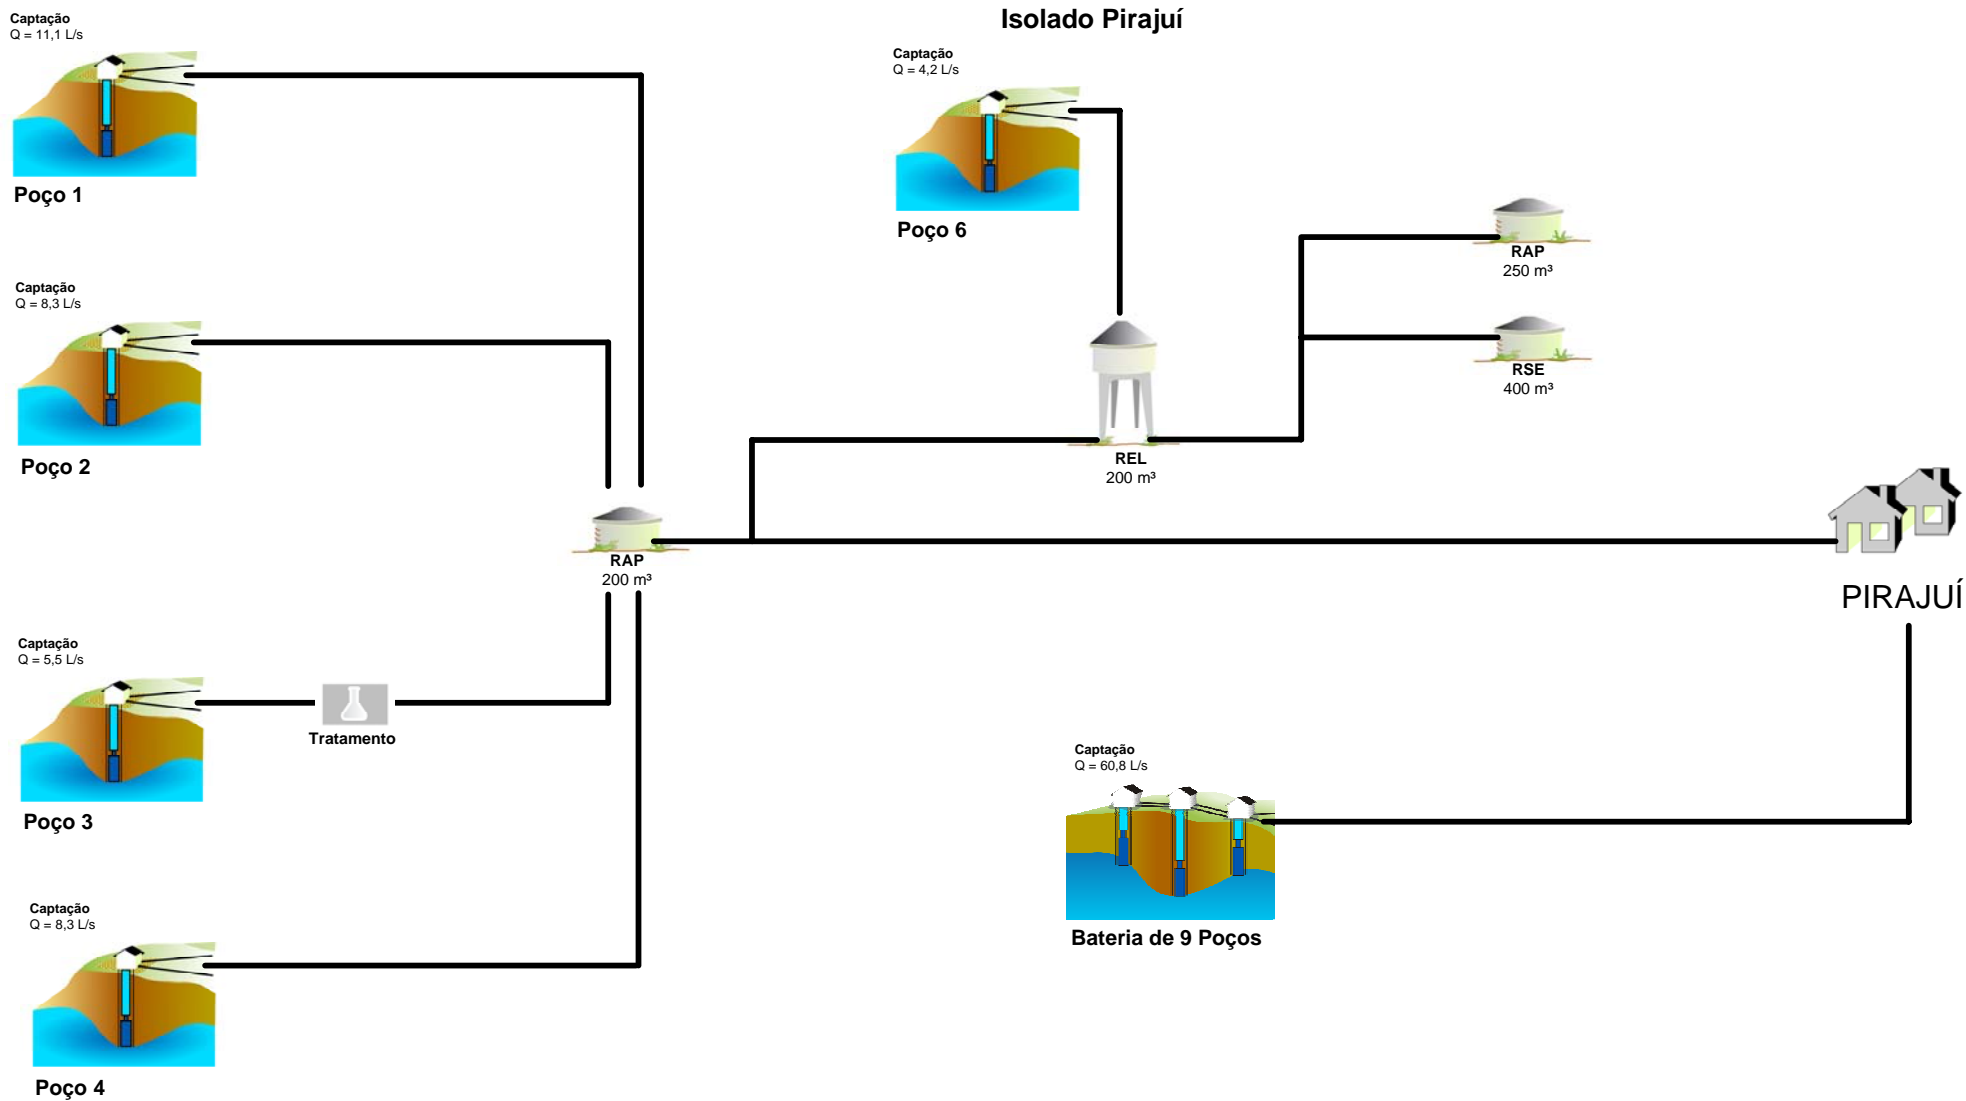 Isolado Pirajuí
Captação
Q = 11,1 L/s
Poço 1
Captação
Q = 4,2 L/s
Poço 6
RAP
250 m³
Captação
Q = 8,3 L/s
Poço 2
RSE
400 m³
REL
200 m³
RAP
200 m³
PIRAJUÍ
Captação
Q = 5,5 L/s
Tratamento
Poço 3
Captação
Q = 60,8 L/s
Bateria de 9 Poços
Captação
Q = 8,3 L/s
Poço 4